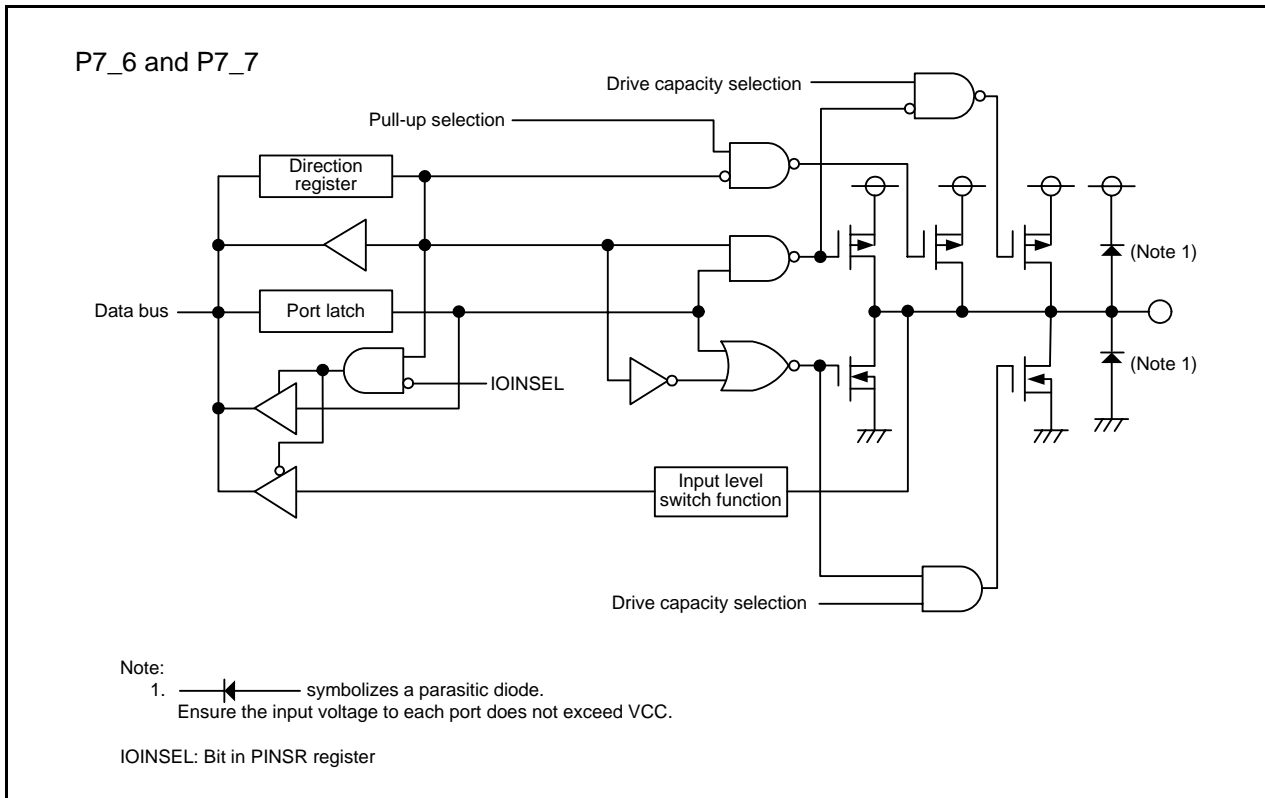 P7_6 and P7_7
Drive capacity selection
Pull-up selection
Direction
register
(Note 1)
Data bus
Port latch
IOINSEL
(Note 1)
Input level
switch function
Drive capacity selection
Note:
1. symbolizes a parasitic diode.
Ensure the input voltage to each port does not exceed VCC.
IOINSEL: Bit in PINSR register